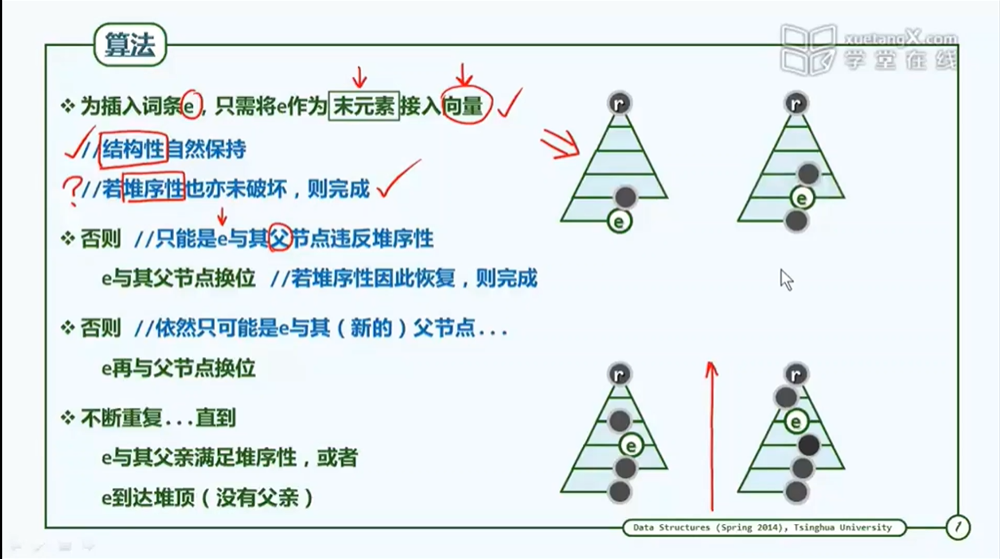 算法
xuetangX.com
学堂在线
❖ 为插入词条e，只需将e作为末元素接入向量
//结构性自然保持
//若堆序性也亦未破坏，则完成
❖ 否则 //只能是e与其父节点违反堆序性
e与其父节点换位 //若堆序性因此恢复，则完成
❖ 否则 //依然只可能是e与其（新的）父节点...
e再与父节点换位
❖ 不断重复...直到
e与其父亲满足堆序性，或者
e到达堆顶（没有父亲）
r
r
e
e
r
r
e
e
Data Structures (Spring 2014), Tsinghua University